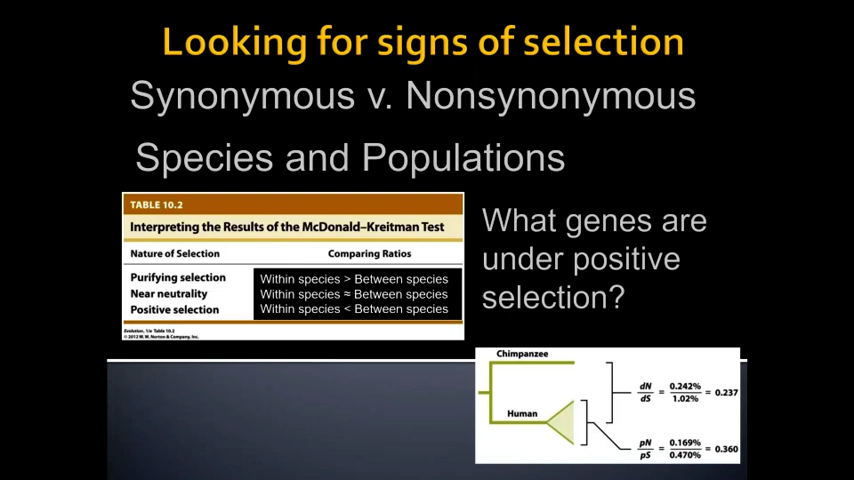 Looking for signs of selection
Synonymous v. Nonsynonymous
Species and Populations
TABLE 10.2
Interpreting the Results of the McDonald–Kreitman Test
Nature of Selection Comparing Ratios
Purifying selection Within species > Between species
Near neutrality Within species ≈ Between species
Positive selection Within species < Between species
Evolution, 1/e Table 10.2
© 2012 W. W. Norton & Company, Inc.
What genes are
under positive
selection?
Chimpanzee
dN/dS = 0.242%/1.02% = 0.237
Human
pN/pS = 0.169%/0.470% = 0.360